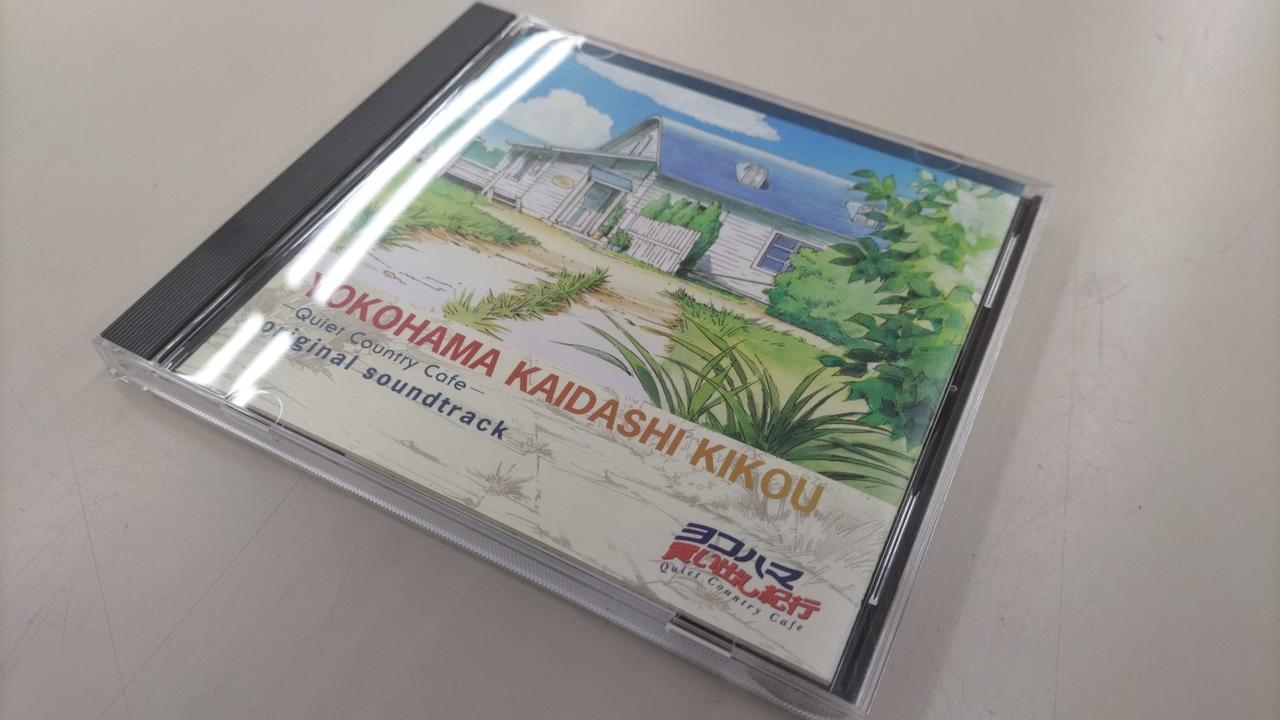 YOKOHAMA KAIDASHI KIKOU
—Quiet Country Cafe—
original soundtrack
ヨコハマ
買い出し紀行
Quiet Country Cafe